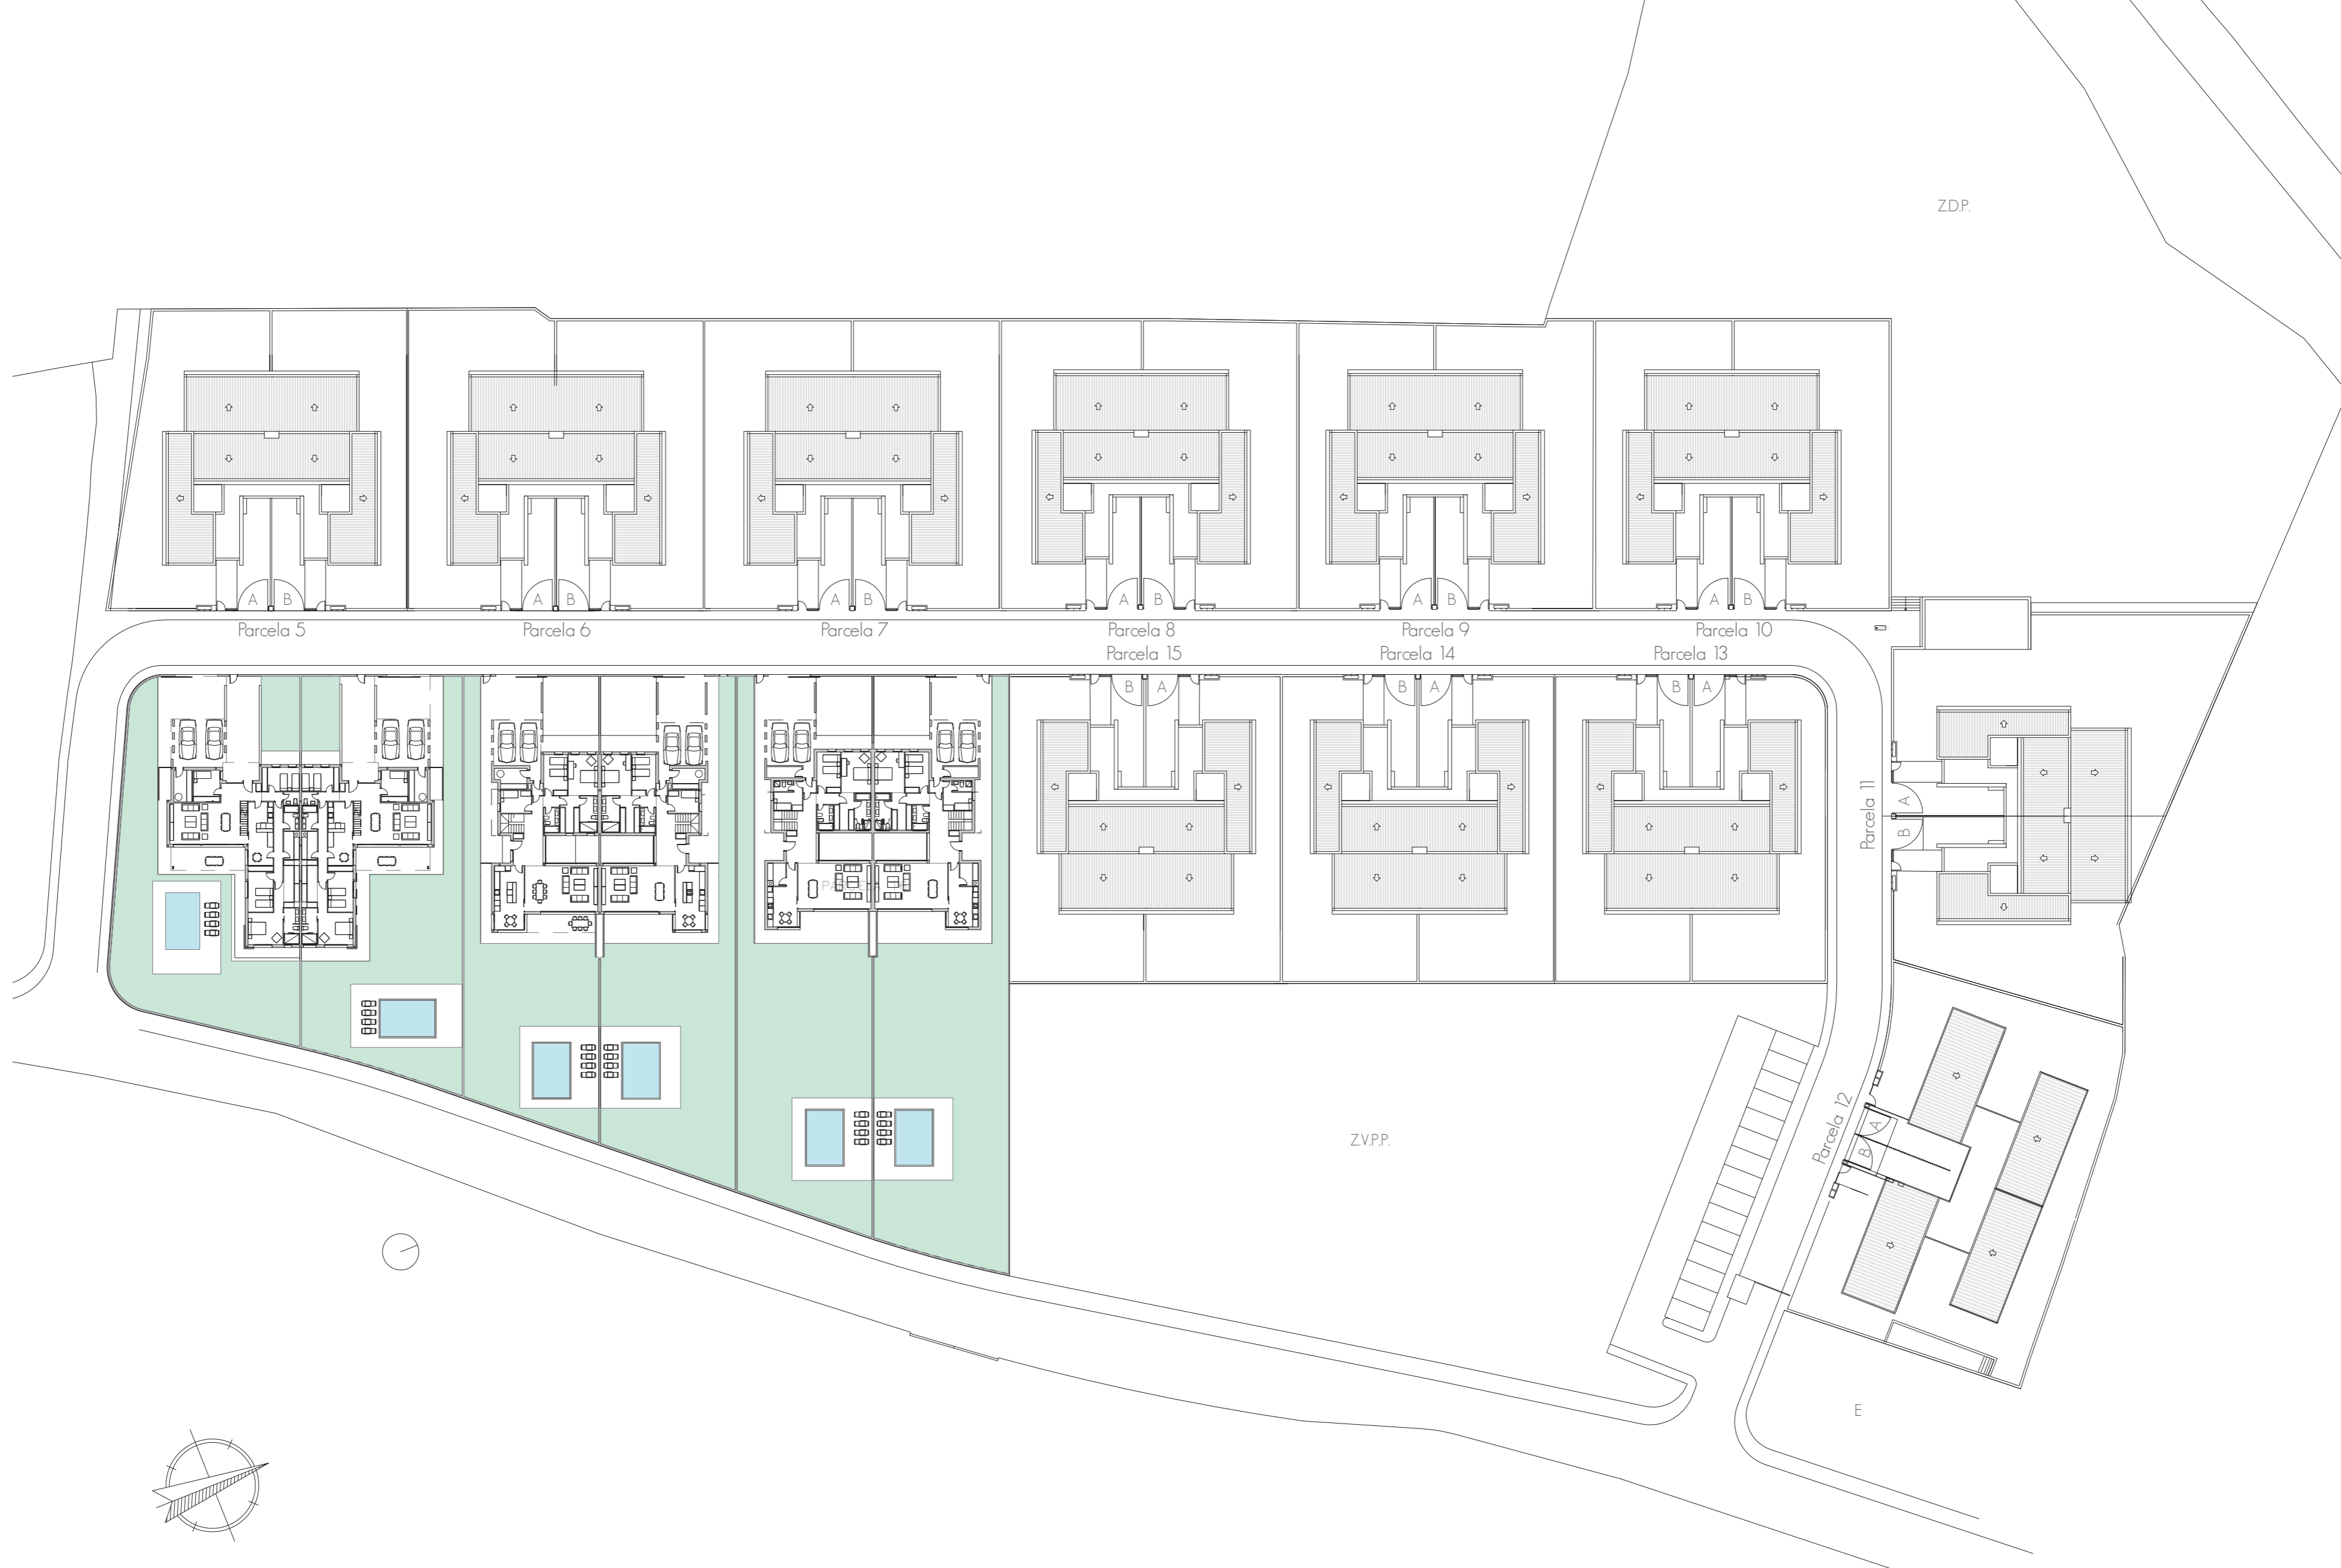 Z.D.P.
A B A B A B A B A B A B
Parcela 5 Parcela 6 Parcela 7 Parcela 8 Parcela 9 Parcela 10
Parcela 15 Parcela 14 Parcela 13
B A B A B A
Parcela 11
A
B
Parcela 12
A
B
Z.V.P.P.
E